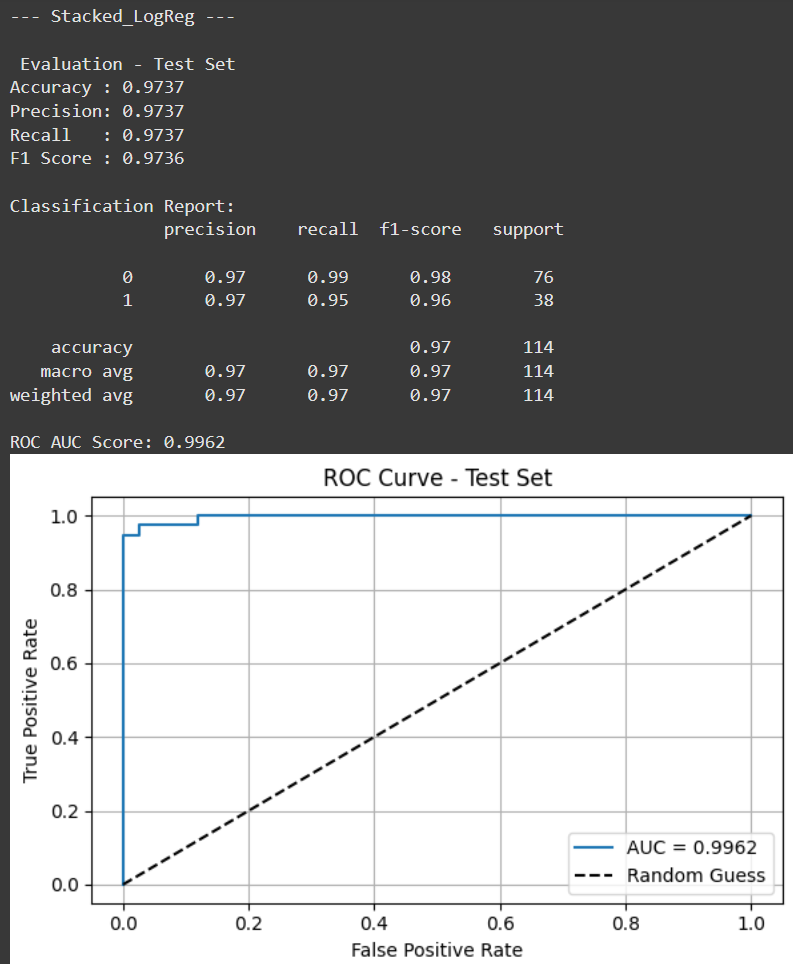 --- Stacked_LogReg ---
Evaluation - Test Set
Accuracy : 0.9737
Precision: 0.9737
Recall   : 0.9737
F1 Score : 0.9736
Classification Report:
precision    recall  f1-score   support
0       0.97      0.99      0.98        76
1       0.97      0.95      0.96        38
accuracy                           0.97       114
macro avg       0.97      0.97      0.97       114
weighted avg       0.97      0.97      0.97       114
ROC AUC Score: 0.9962
ROC Curve - Test Set
1.0
0.8
0.6
0.4
0.2
0.0
True Positive Rate
AUC = 0.9962
Random Guess
0.0 0.2 0.4 0.6 0.8 1.0
False Positive Rate